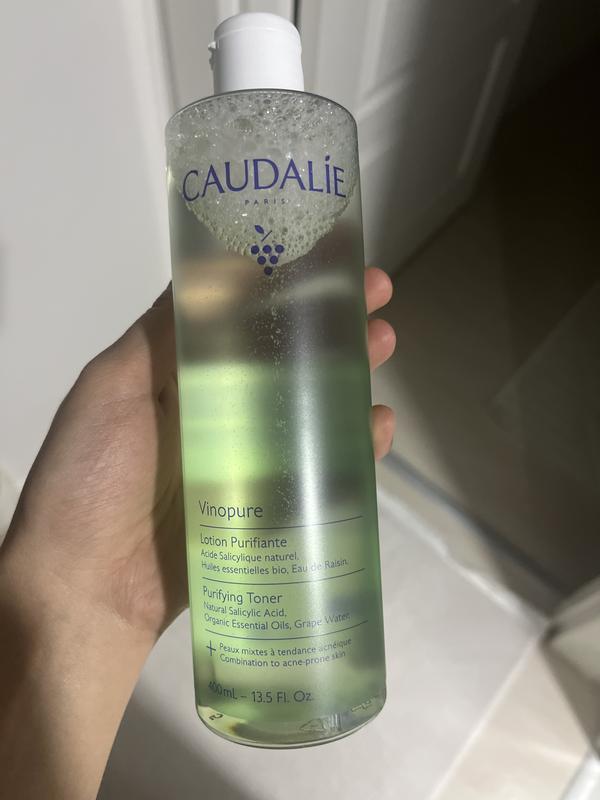 CAUDALÍE
PARIS
Vinopure
Lotion Purifiante
Acide Salicylique naturel,
Huiles essentielles bio, Eau de Raisin.
Purifying Toner
Natural Salicylic Acid,
Organic Essential Oils, Grape Water.
+ Peaux mixtes à tendance acnéique
Combination to acne-prone skin
400 mL – 13.5 Fl. Oz.